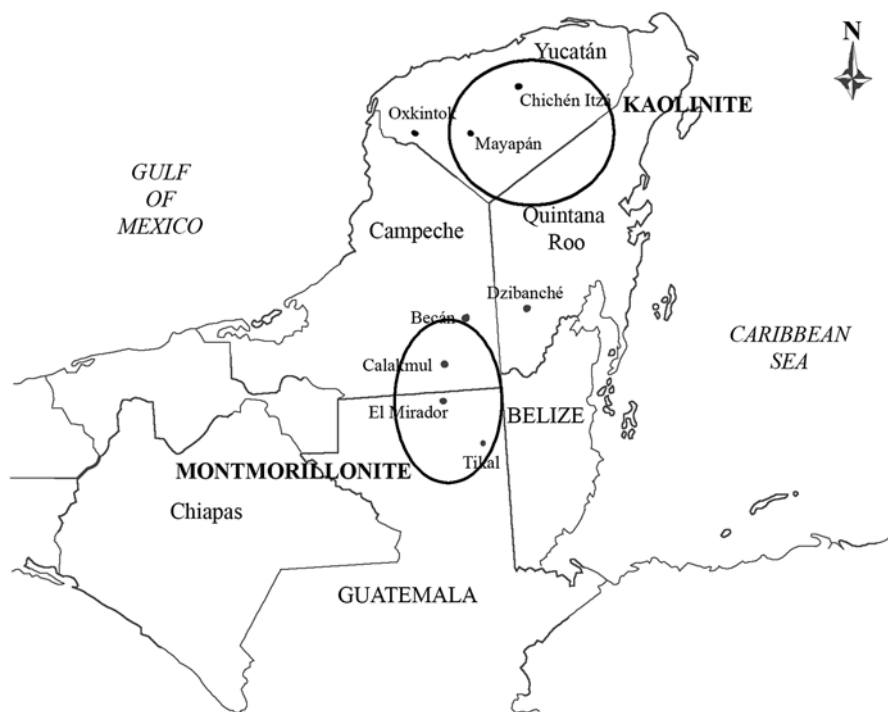 N
Yucatán
Chichén Itzá
KAOLINITE
Oxkintok
Mayapán
GULF
OF
MEXICO
Campeche
Quintana
Roo
Dzibanché
Becán
CARIBBEAN
SEA
Calakmul
El Mirador
BELIZE
Tikal
MONTMORILLONITE
Chiapas
GUATEMALA